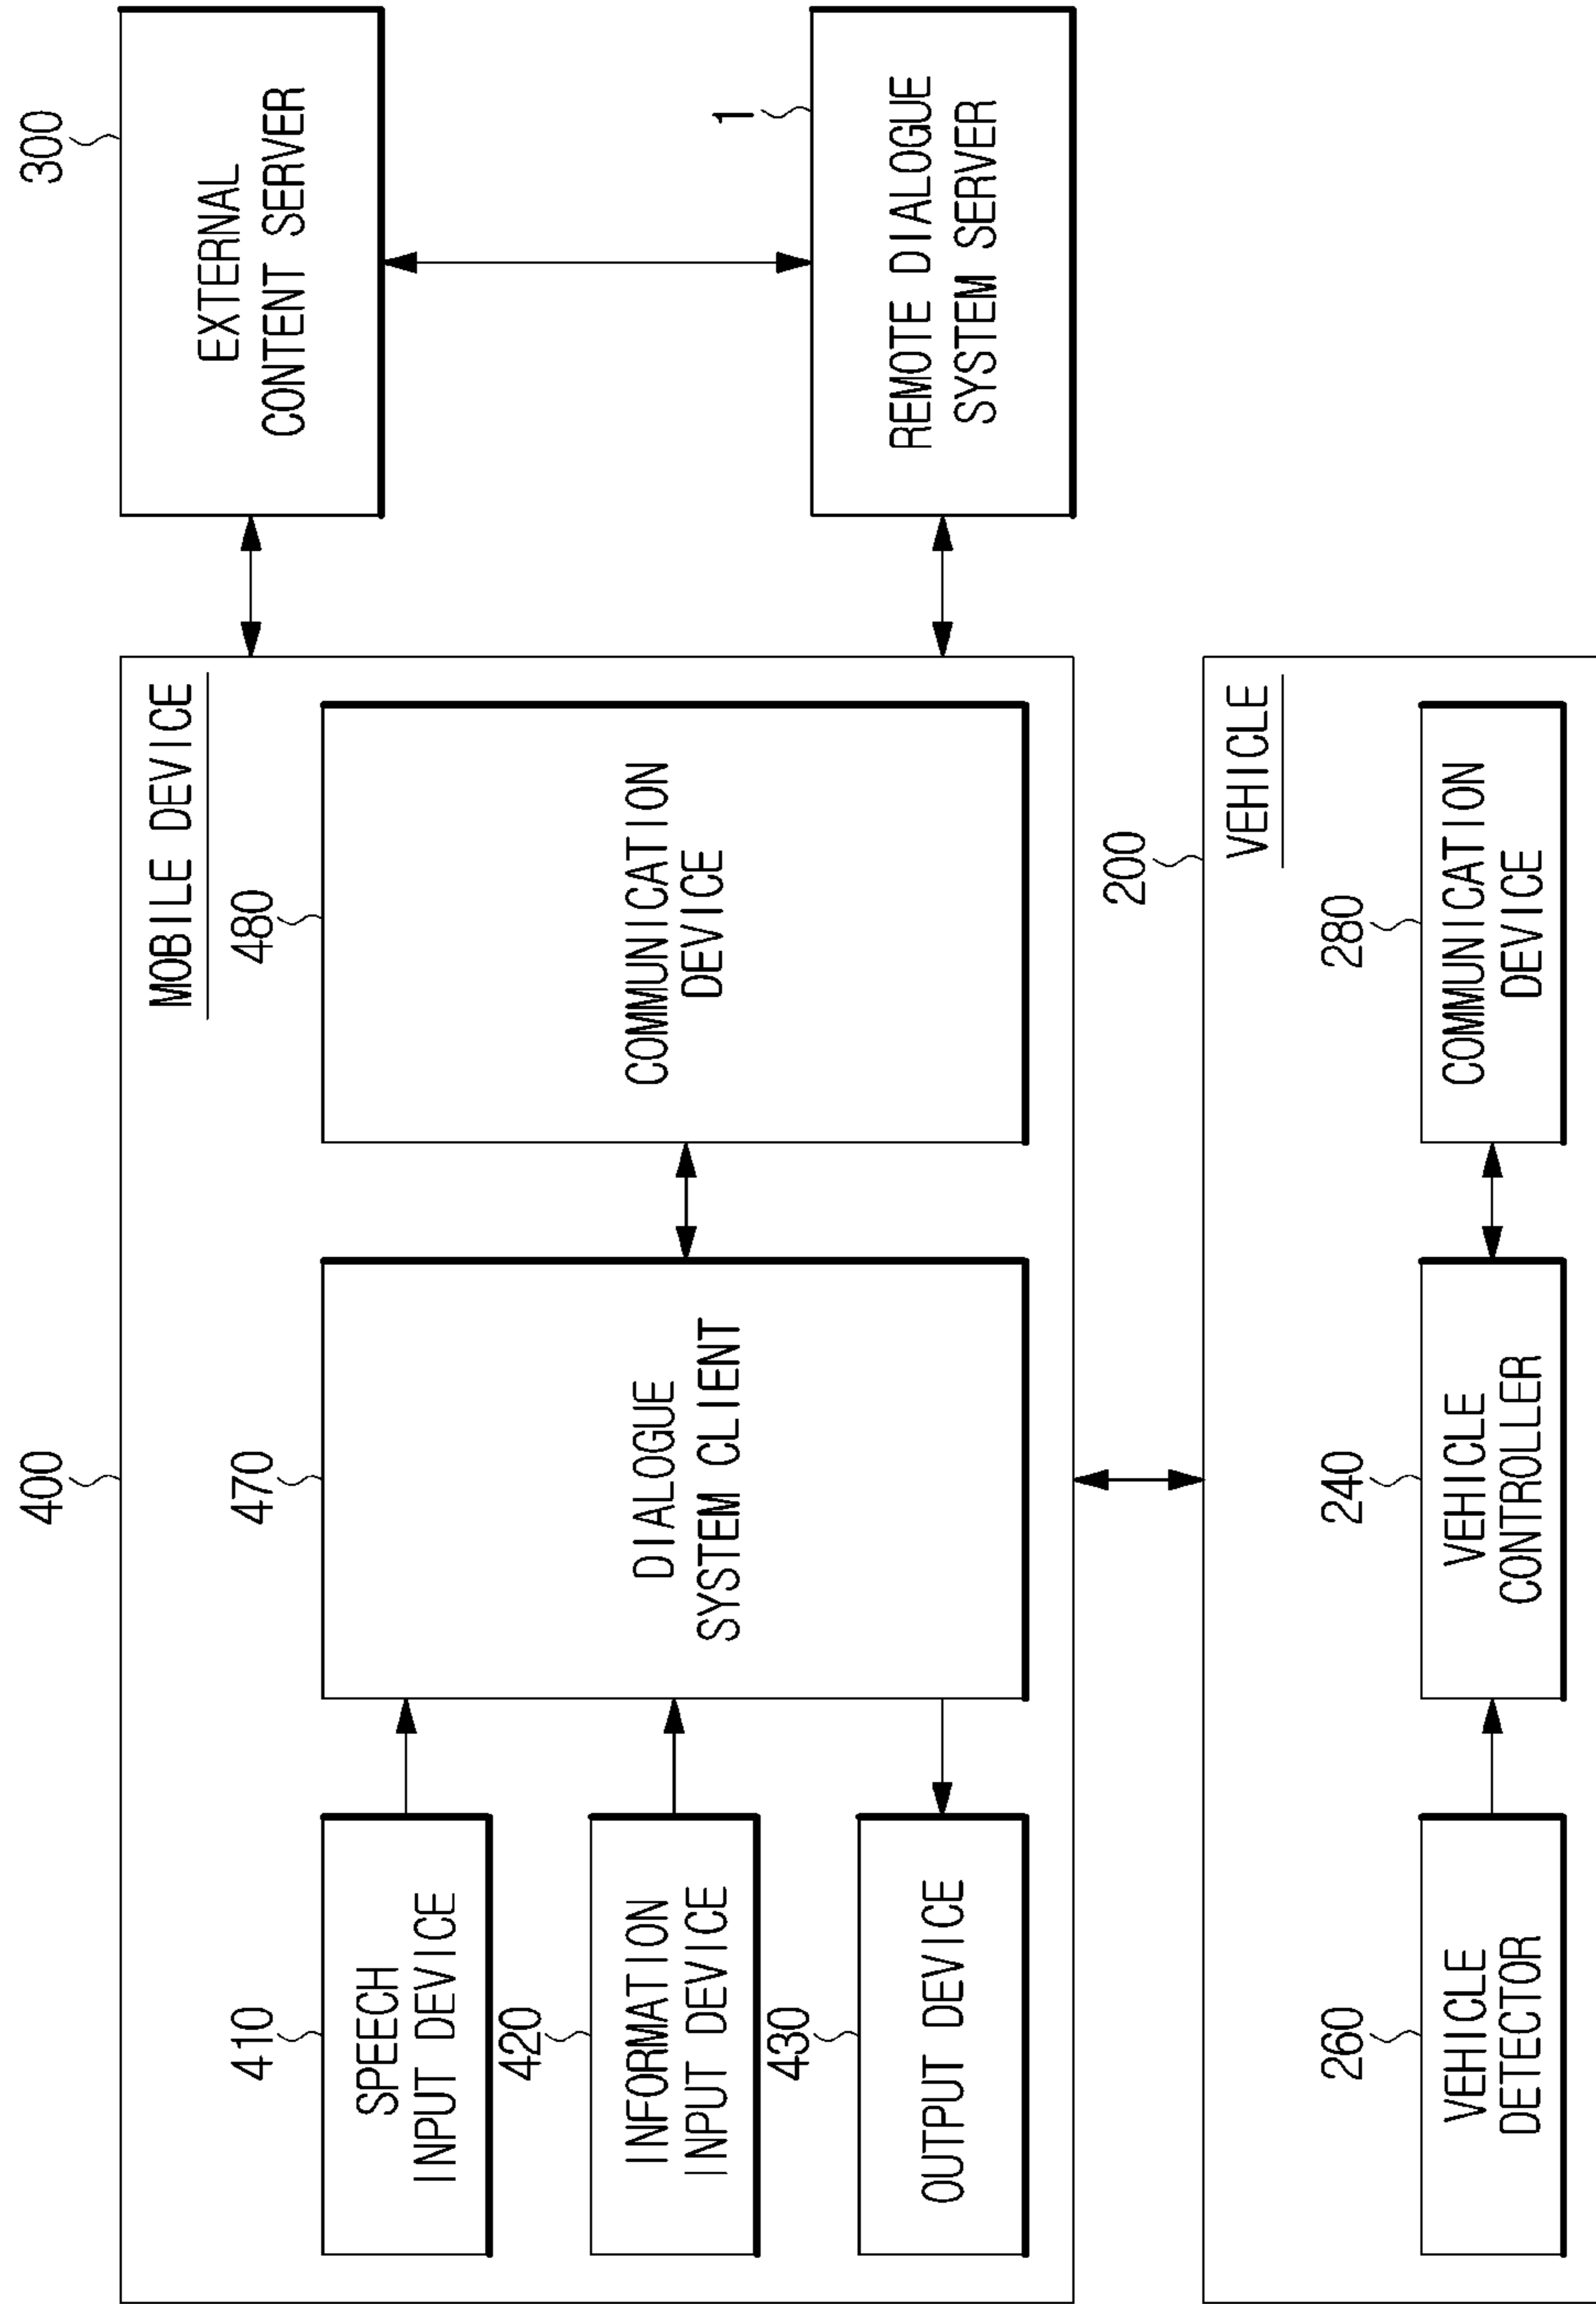 400
MOBILE DEVICE
410
SPEECH
INPUT DEVICE
420
INFORMATION
INPUT DEVICE
430
OUTPUT DEVICE
470
DIALOGUE
SYSTEM CLIENT
480
COMMUNICATION
DEVICE
300
EXTERNAL
CONTENT SERVER
1
REMOTE DIALOGUE
SYSTEM SERVER
200
VEHICLE
260
VEHICLE
DETECTOR
240
VEHICLE
CONTROLLER
280
COMMUNICATION
DEVICE